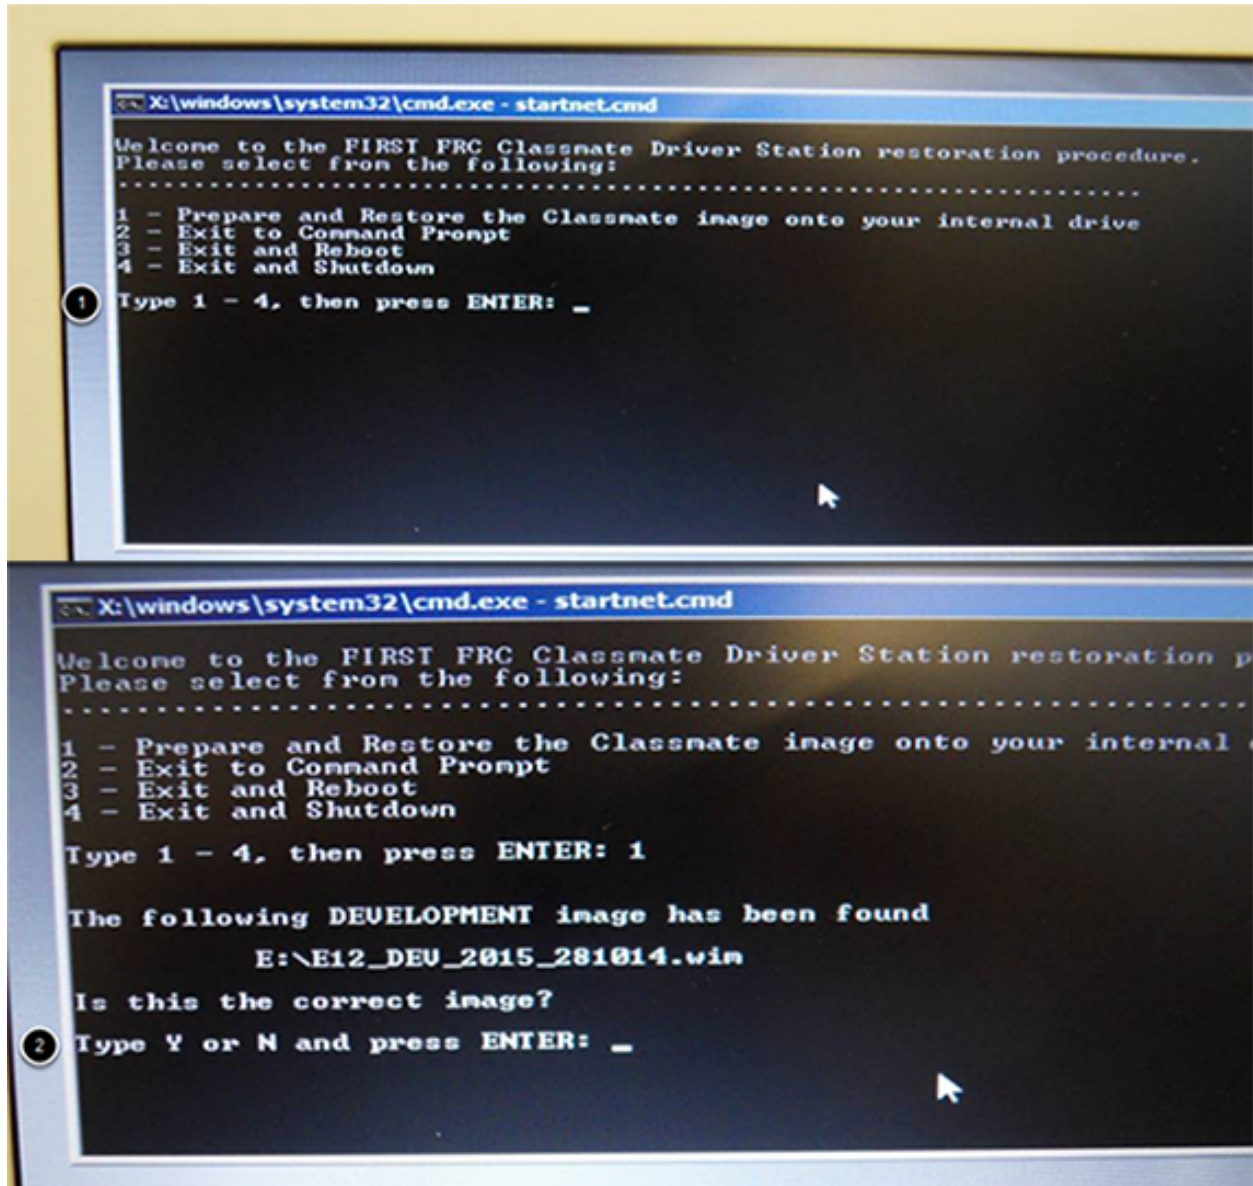 X:\windows\system32\cmd.exe - startnet.cmd
Welcome to the FIRST FRC Classmate Driver Station restoration procedure.
Please select from the following:
1 - Prepare and Restore the Classmate image onto your internal drive
2 - Exit to Command Prompt
3 - Exit and Reboot
4 - Exit and Shutdown
1
Type 1 - 4, then press ENTER: _
X:\windows\system32\cmd.exe - startnet.cmd
Welcome to the FIRST FRC Classmate Driver Station restoration p
Please select from the following:
1 - Prepare and Restore the Classmate image onto your internal
2 - Exit to Command Prompt
3 - Exit and Reboot
4 - Exit and Shutdown
Type 1 - 4, then press ENTER: 1
The following DEVELOPMENT image has been found
E:\E12_DEV_2015_281014.wim
Is this the correct image?
2
Type Y or N and press ENTER: _